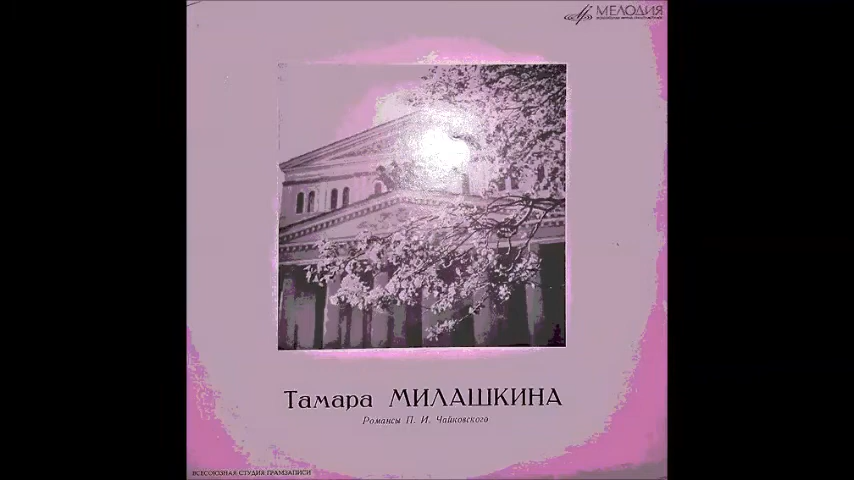 МЕЛОДИЯ
Тамара МИЛАШКИНА
Романсы П. И. Чайковского
ВСЕСОЮЗНАЯ СТУДИЯ ГРАМЗАПИСИ